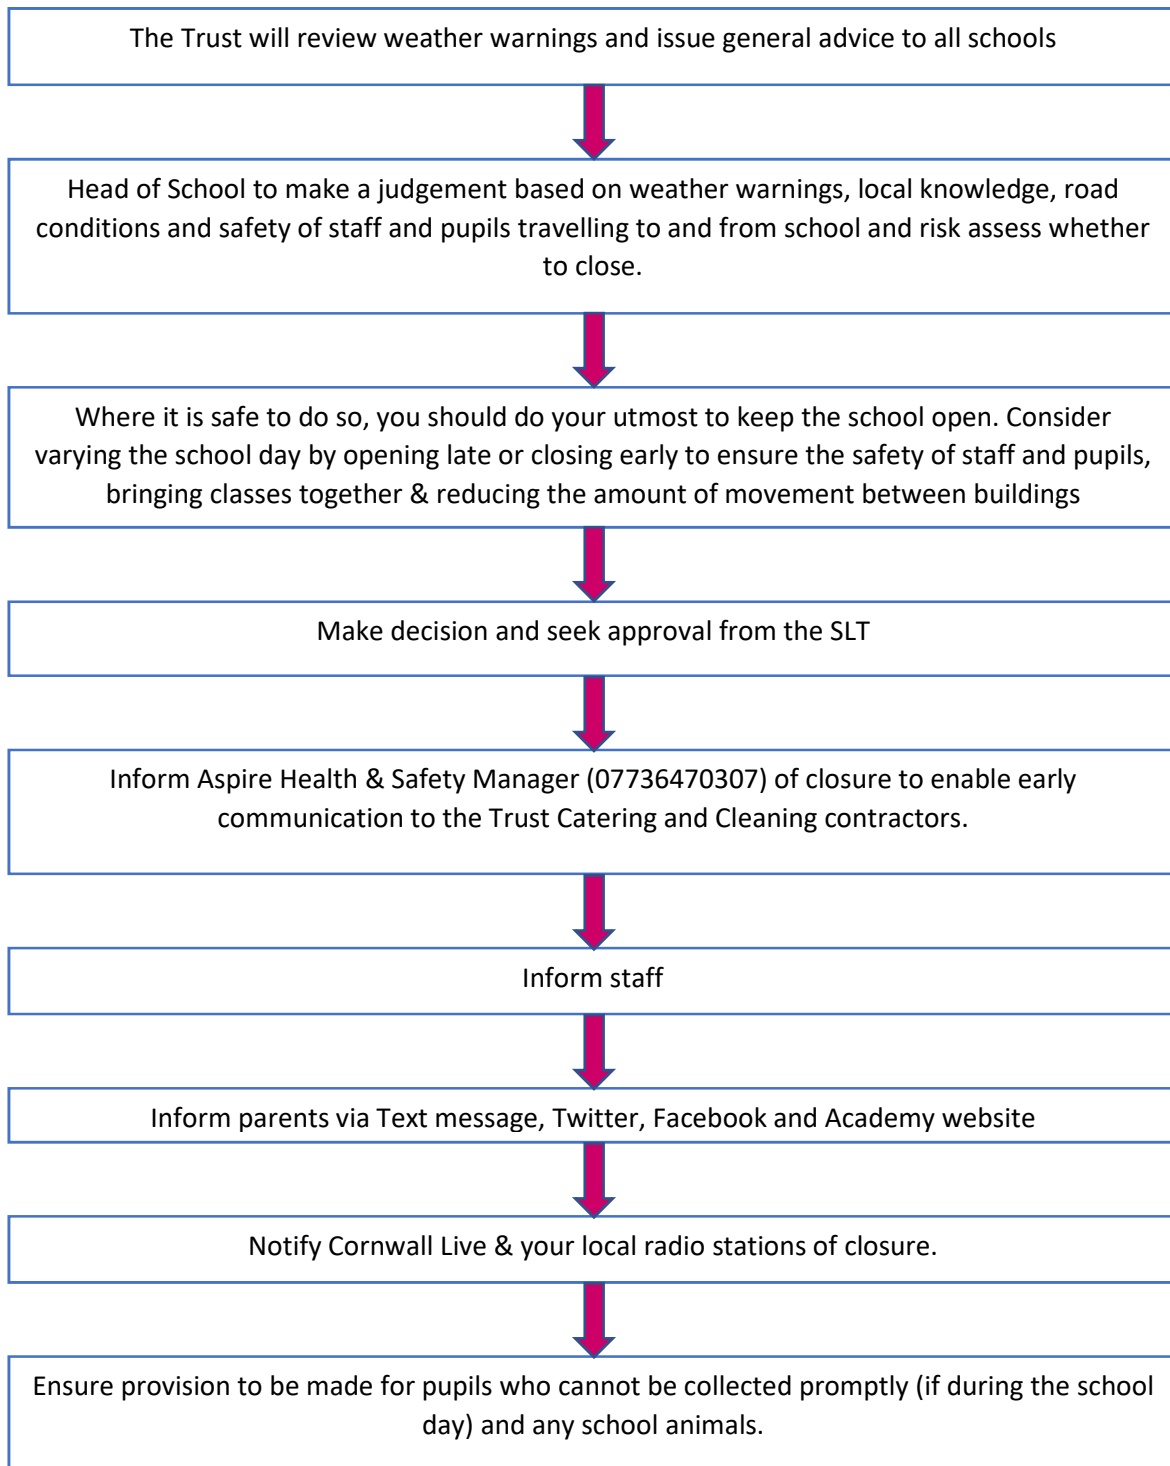 The Trust will review weather warnings and issue general advice to all schools
Head of School to make a judgement based on weather warnings, local knowledge, road
conditions and safety of staff and pupils travelling to and from school and risk assess whether
to close.
Where it is safe to do so, you should do your utmost to keep the school open. Consider
varying the school day by opening late or closing early to ensure the safety of staff and pupils,
bringing classes together & reducing the amount of movement between buildings
Make decision and seek approval from the SLT
Inform Aspire Health & Safety Manager (07736470307) of closure to enable early
communication to the Trust Catering and Cleaning contractors.
Inform staff
Inform parents via Text message, Twitter, Facebook and Academy website
Notify Cornwall Live & your local radio stations of closure.
Ensure provision to be made for pupils who cannot be collected promptly (if during the school
day) and any school animals.